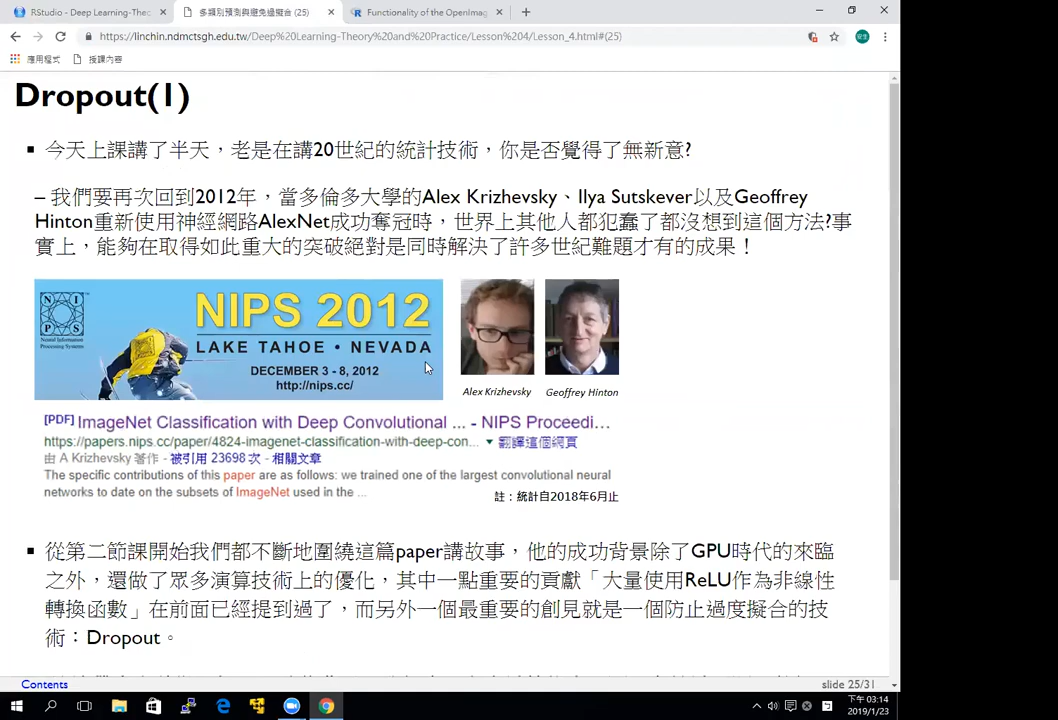 RStudio - Deep Learning-Theo
多類別預測與避免過擬合 (25)
Functionality of the OpenImag
https://linchin.ndmctsgh.edu.tw/Deep%20Learning-Theory%20and%20Practice/Lesson%204/Lesson_4.html#(25)
應用程式
授課內容
Dropout(1)
今天上課講了半天，老是在講20世紀的統計技術，你是否覺得了無新意?
– 我們要再次回到2012年，當多倫多大學的Alex Krizhevsky、Ilya Sutskever以及Geoffrey
Hinton重新使用神經網路AlexNet成功奪冠時，世界上其他人都犯蠢了都沒想到這個方法?事
實上，能夠在取得如此重大的突破絕對是同時解決了許多世紀難題才有的成果！
N I P S
Neural Information
Processing Systems
NIPS 2012
LAKE TAHOE • NEVADA
DECEMBER 3 - 8, 2012
http://nips.cc/
Alex Krizhevsky
Geoffrey Hinton
[PDF] ImageNet Classification with Deep Convolutional ... - NIPS Proceedi...
https://papers.nips.cc/paper/4824-imagenet-classification-with-deep-con... ▼ 翻譯這個網頁
由 A Krizhevsky 著作 - 被引用 23698 次 - 相關文章
The specific contributions of this paper are as follows: we trained one of the largest convolutional neural
networks to date on the subsets of ImageNet used in the ...
註：統計自2018年6月止
從第二節課開始我們都不斷地圍繞這篇paper講故事，他的成功背景除了GPU時代的來臨
之外，還做了眾多演算技術上的優化，其中一點重要的貢獻「大量使用ReLU作為非線性
轉換函數」在前面已經提到過了，而另外一個最重要的創見就是一個防止過度擬合的技
術：Dropout。
Contents
slide 25/31
下午 03:14
2019/1/23